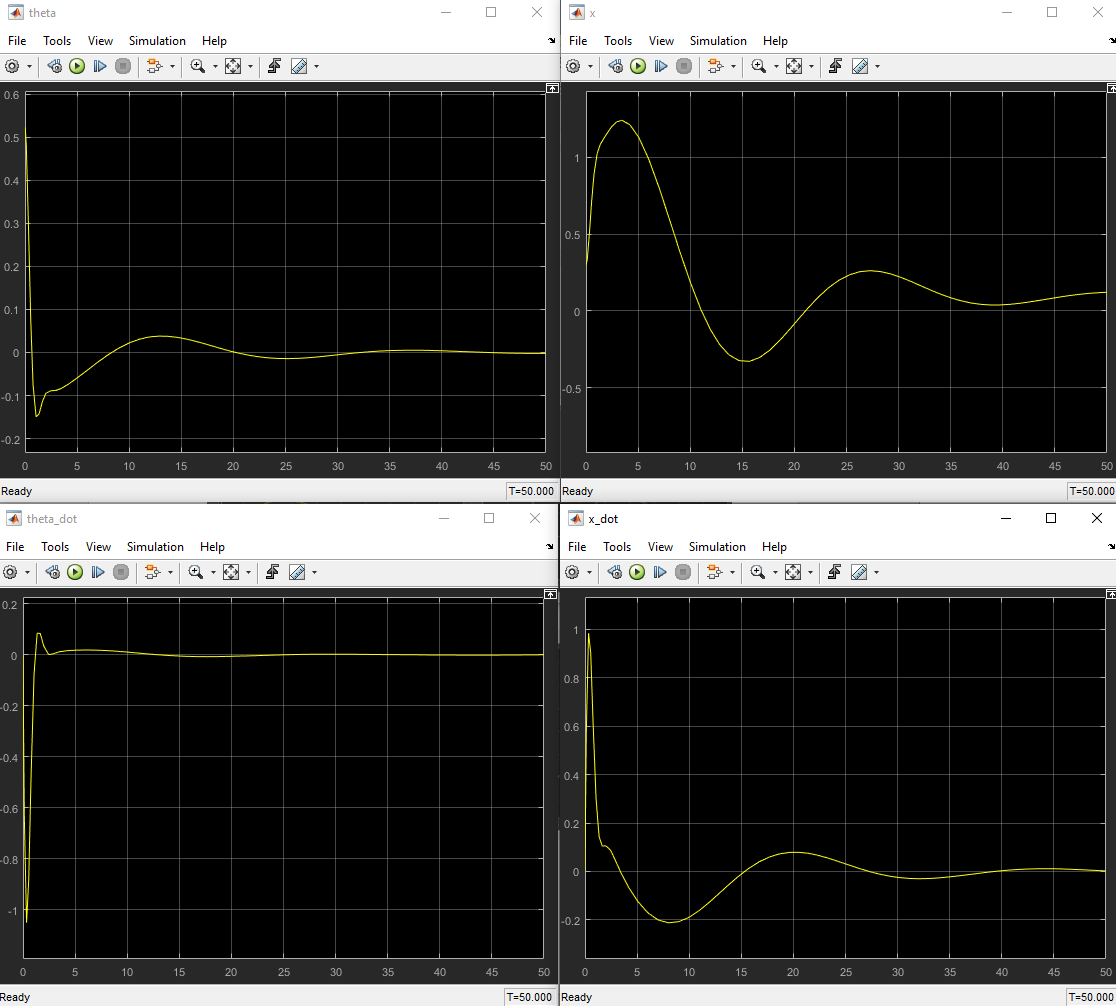 theta
File Tools View Simulation Help
0.6
0.5
0.4
0.3
0.2
0.1
0
-0.1
-0.2
0 5 10 15 20 25 30 35 40 45 50
Ready T=50.000
x
File Tools View Simulation Help
1
0.5
0
-0.5
0 5 10 15 20 25 30 35 40 45 50
Ready T=50.000
theta_dot
File Tools View Simulation Help
0.2
0
-0.2
-0.4
-0.6
-0.8
-1
0 5 10 15 20 25 30 35 40 45 50
Ready T=50.000
x_dot
File Tools View Simulation Help
1
0.8
0.6
0.4
0.2
0
-0.2
0 5 10 15 20 25 30 35 40 45 50
Ready T=50.000